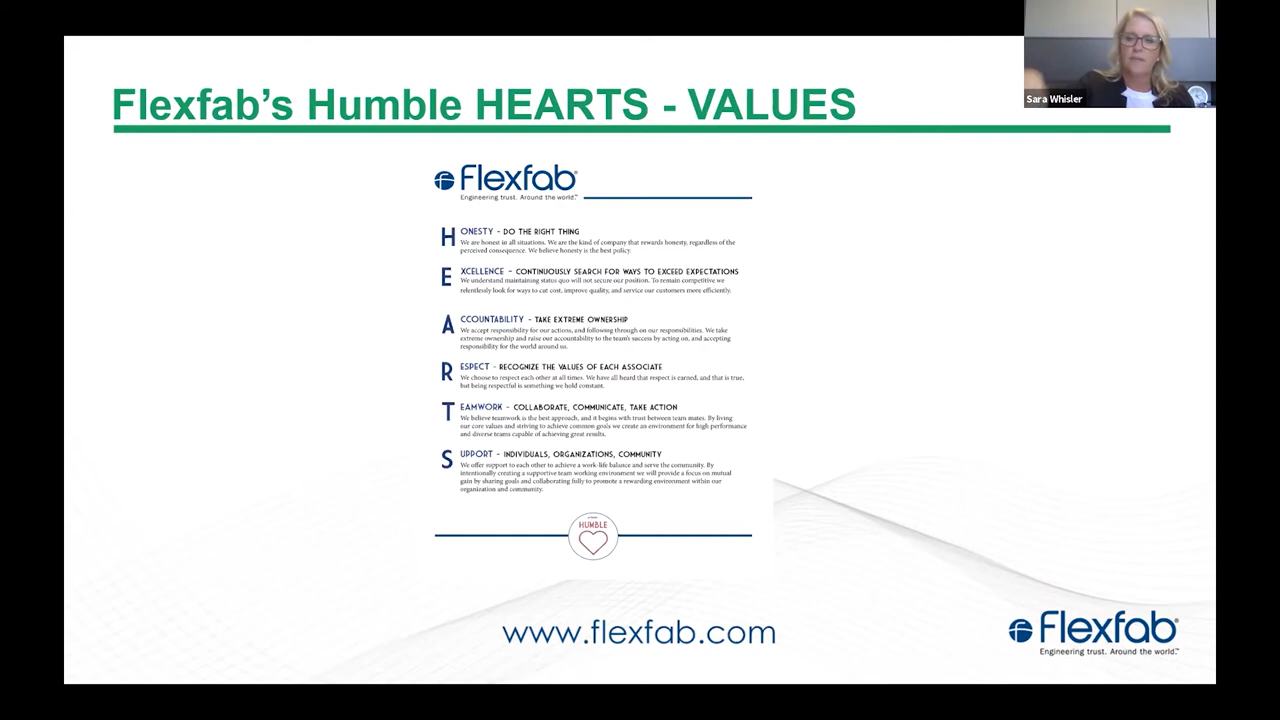 Flexfab's Humble HEARTS - VALUES
Sara Whisler
Flexfab®
Engineering trust. Around the world.™
HONESTY - DO THE RIGHT THING
We are honest in all situations. We are the kind of company that rewards honesty, regardless of the
perceived consequence. We believe honesty is the best policy.
EXCELLENCE - CONTINUOUSLY SEARCH FOR WAYS TO EXCEED EXPECTATIONS
We understand maintaining status quo will not secure our position. To remain competitive we
relentlessly look for ways to cut cost, improve quality, and service our customers more efficiently.
ACCOUNTABILITY - TAKE EXTREME OWNERSHIP
We accept responsibility for our actions, and following through on our responsibilities. We take
extreme ownership and raise our accountability to the team's success by acting on, and accepting
responsibility for the world around us.
RESPECT - RECOGNIZE THE VALUES OF EACH ASSOCIATE
We choose to respect each other at all times. We have all heard that respect is earned, and that is true,
but being respectful is something we hold constant.
TEAMWORK - COLLABORATE, COMMUNICATE, TAKE ACTION
We believe teamwork is the best approach, and it begins with trust between team mates. By living
our core values and striving to achieve common goals we create an environment for high performance
and diverse teams capable of achieving great results.
SUPPORT - INDIVIDUALS, ORGANIZATIONS, COMMUNITY
We offer support to each other to achieve a work-life balance and serve the community. By
intentionally creating a supportive team working environment we will provide a focus on mutual
gain by sharing goals and collaborating fully to promote a rewarding environment within our
organization and community.
HUMBLE
www.flexfab.com
Flexfab®
Engineering trust. Around the world.™